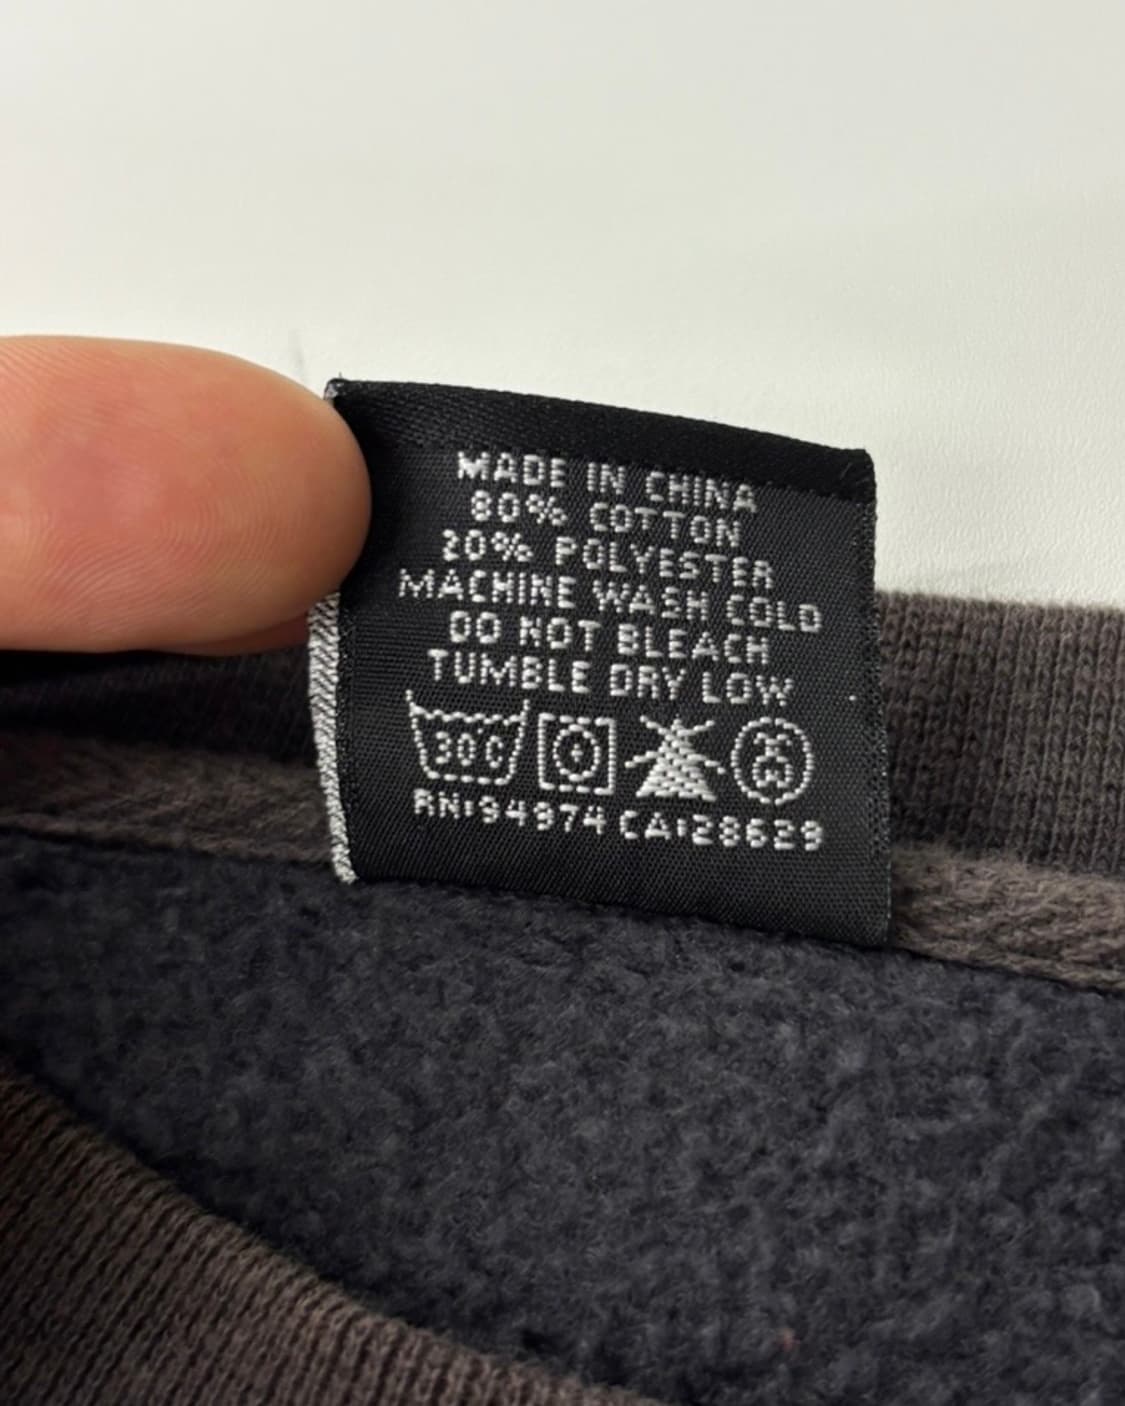 MADE IN CHINA
80% COTTON
20% POLYESTER
MACHINE WASH COLD
DO NOT BLEACH
TUMBLE DRY LOW
30C
RN:94974 CA:28629